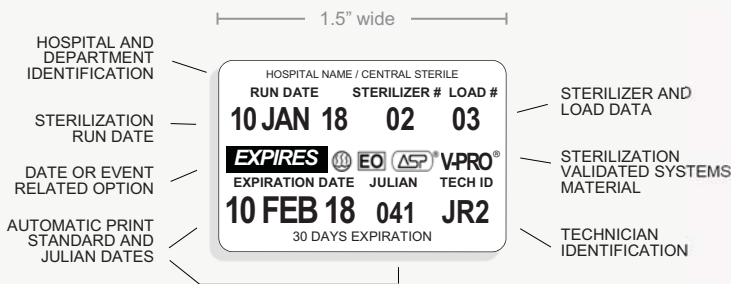 1.5" wide
HOSPITAL AND
DEPARTMENT
IDENTIFICATION
STERILIZATION
RUN DATE
DATE OR EVENT
RELATED OPTION
AUTOMATIC PRINT
STANDARD AND
JULIAN DATES
HOSPITAL NAME / CENTRAL STERILE
RUN DATE STERILIZER # LOAD #
10 JAN 18 02 03
EXPIRES EO ASP® V-PRO®
EXPIRATION DATE JULIAN TECH ID
10 FEB 18 041 JR2
30 DAYS EXPIRATION
STERILIZER AND
LOAD DATA
STERILIZATION
VALIDATED SYSTEMS
MATERIAL
TECHNICIAN
IDENTIFICATION